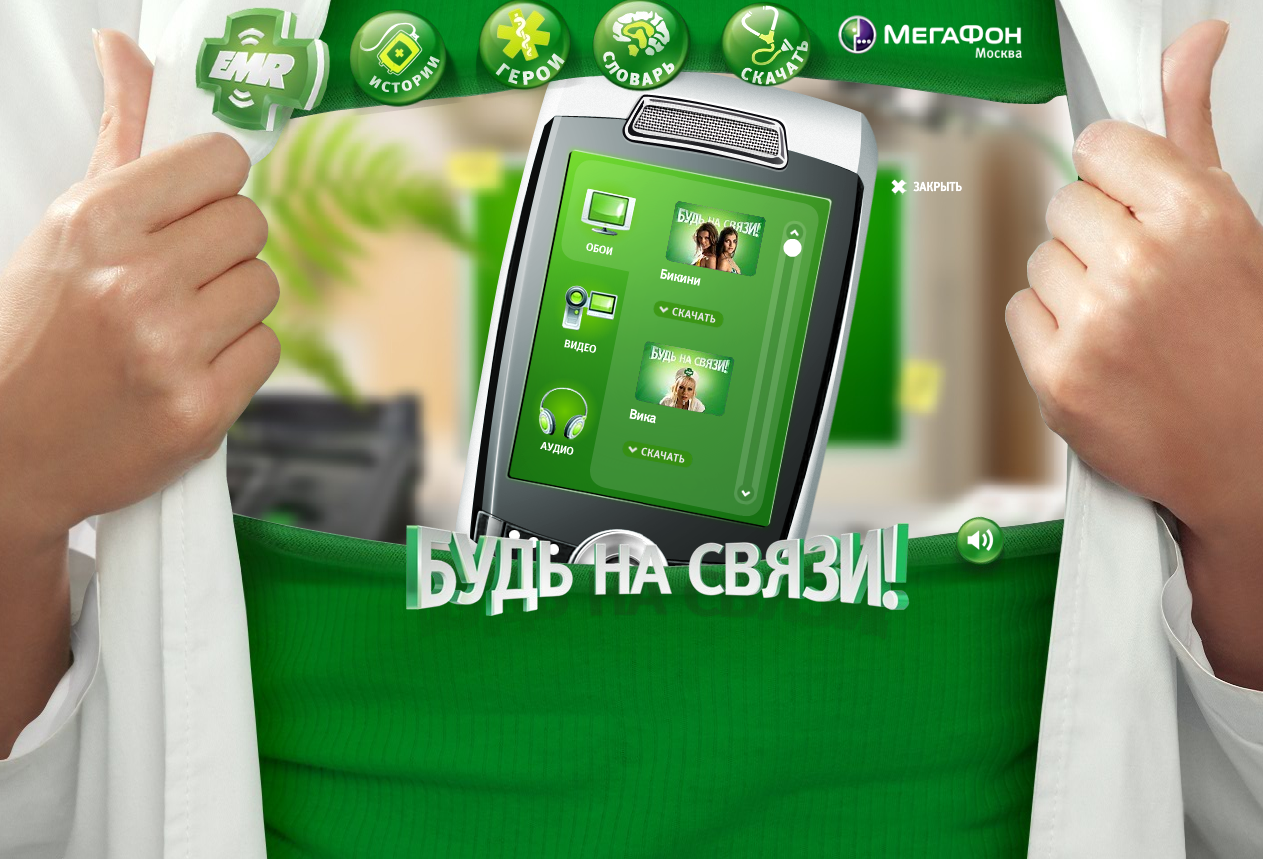 EMR
ИСТОРИИ
ГЕРОИ
СЛОВАРЬ
СКАЧАТЬ
МЕГАФОН
Москва
ЗАКРЫТЬ
ОБОИ
БУДЬ НА СВЯЗИ!
Бикини
СКАЧАТЬ
ВИДЕО
БУДЬ НА СВЯЗИ!
Вика
СКАЧАТЬ
АУДИО
БУДЬ НА СВЯЗИ!